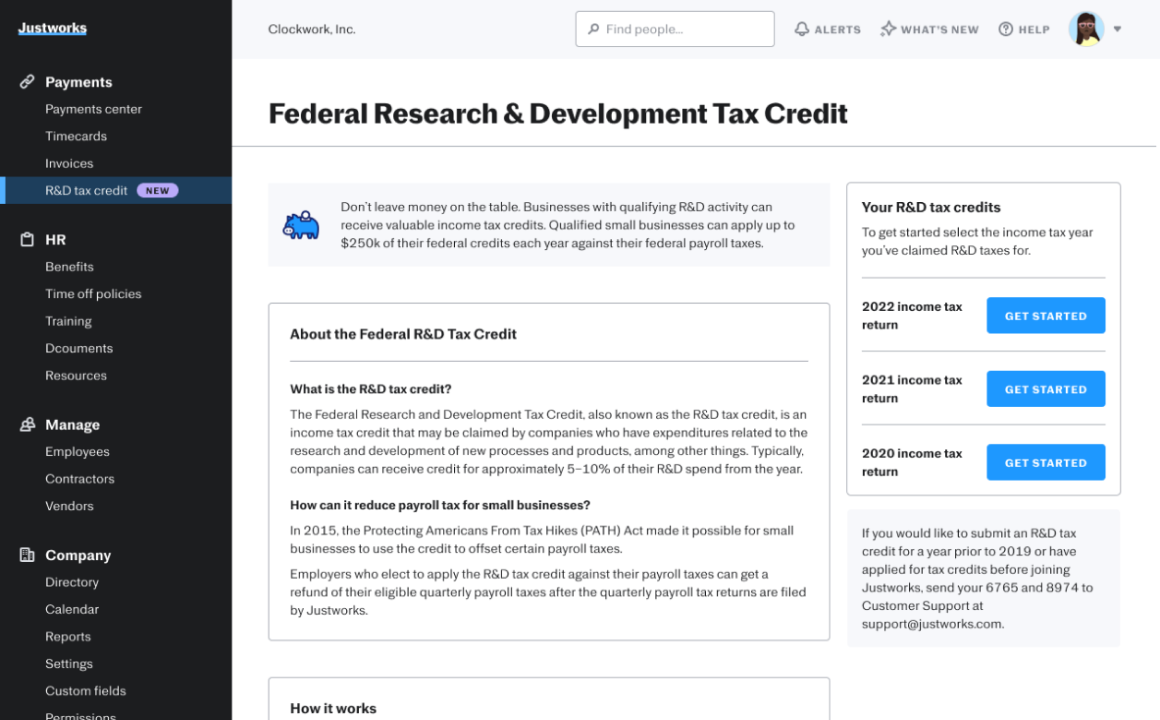 Justworks
Payments
Payments center
Timecards
Invoices
R&D tax credit NEW
HR
Benefits
Time off policies
Training
Dcouments
Resources
Manage
Employees
Contractors
Vendors
Company
Directory
Calendar
Reports
Settings
Custom fields
Permissions
Clockwork, Inc.
Find people...
ALERTS
WHAT'S NEW
HELP
Federal Research & Development Tax Credit
Don't leave money on the table. Businesses with qualifying R&D activity can
receive valuable income tax credits. Qualified small businesses can apply up to
$250k of their federal credits each year against their federal payroll taxes.
About the Federal R&D Tax Credit
What is the R&D tax credit?
The Federal Research and Development Tax Credit, also known as the R&D tax credit, is an
income tax credit that may be claimed by companies who have expenditures related to the
research and development of new processes and products, among other things. Typically,
companies can receive credit for approximately 5–10% of their R&D spend from the year.
How can it reduce payroll tax for small businesses?
In 2015, the Protecting Americans From Tax Hikes (PATH) Act made it possible for small
businesses to use the credit to offset certain payroll taxes.
Employers who elect to apply the R&D tax credit against their payroll taxes can get a
refund of their eligible quarterly payroll taxes after the quarterly payroll tax returns are filed
by Justworks.
How it works
Your R&D tax credits
To get started select the income tax year
you've claimed R&D taxes for.
2022 income tax
return
GET STARTED
2021 income tax
return
GET STARTED
2020 income tax
return
GET STARTED
If you would like to submit an R&D tax
credit for a year prior to 2019 or have
applied for tax credits before joining
Justworks, send your 6765 and 8974 to
Customer Support at
support@justworks.com.